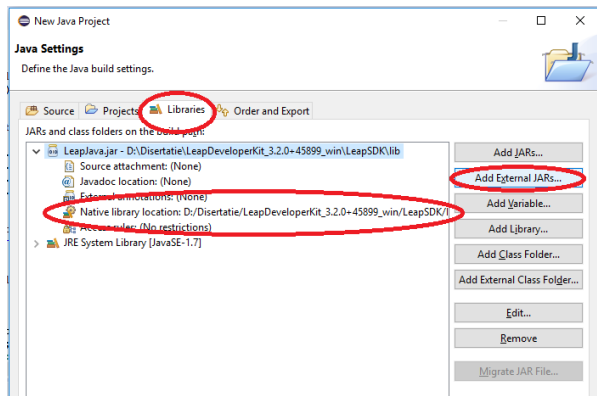 New Java Project
Java Settings
Define the Java build settings.
Source Projects Libraries Order and Export
JARs and class folders on the build path:
LeapJava.jar - D:\Disertatie\LeapDeveloperKit_3.2.0+45899_win\LeapSDK\lib
Source attachment: (None)
Javadoc location: (None)
External annotations: (None)
Native library location: D:/Disertatie/LeapDeveloperKit_3.2.0+45899_win/LeapSDK/l
Access rules: (No restrictions)
JRE System Library [JavaSE-1.7]
Add JARs...
Add External JARs...
Add Variable...
Add Library...
Add Class Folder...
Add External Class Folder...
Edit...
Remove
Migrate JAR File...